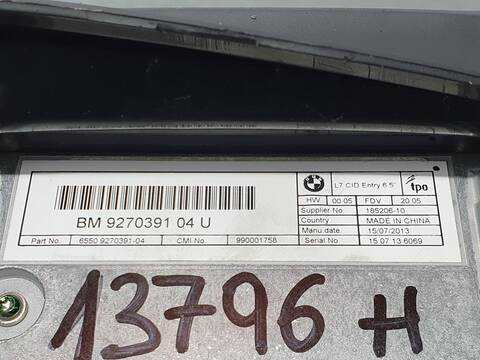 BMW L7 CID Entry 6.5" tpo
HW 00 05 FDV 20 05
BM 9270391 04 U
Supplier No 185206-10
Country MADE IN CHINA
Manu date 15/07/2013
Part No. 6550 9270391-04 CMI No. 990001758 Serial No 15 07 13 6069
13796 H